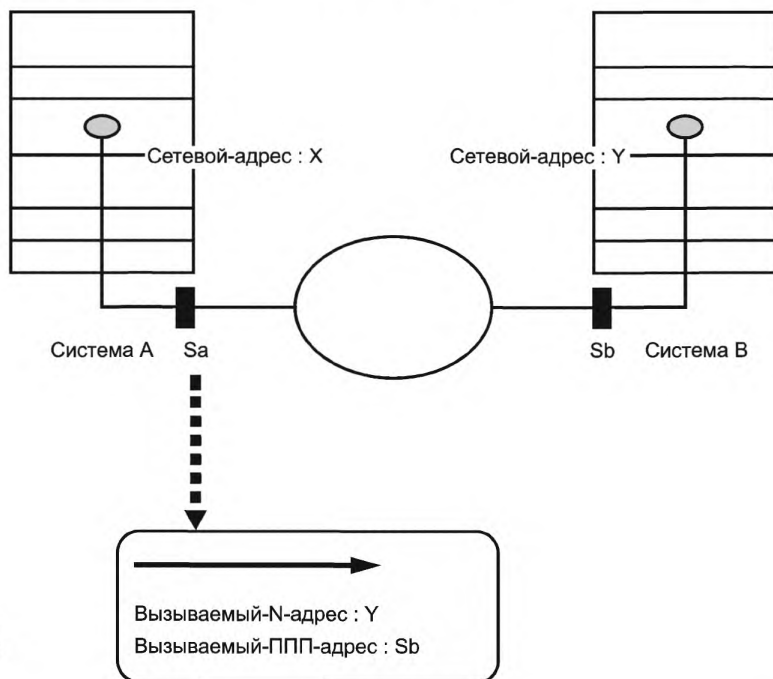 Сетевой-адрес : X
Сетевой-адрес : Y
Система A
Sa
Sb
Система B
Вызываемый-N-адрес : Y
Вызываемый-ППП-адрес : Sb